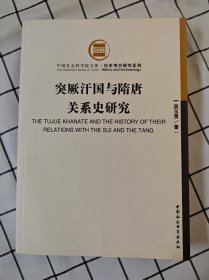 中国社会科学院文库·历史考古研究系列
The Selected Works of CASS · History and Archaeology
突厥汗国与隋唐
关系史研究
吴玉贵/著
THE TUJUE KHANATE AND THE HISTORY OF THEIR
RELATIONS WITH THE SUI AND THE TANG
中国社会科学出版社